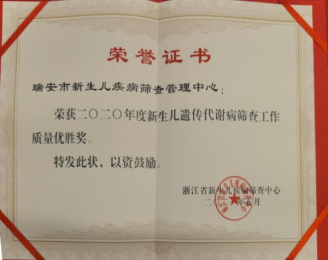 荣誉证书
瑞安市新生儿疾病筛查管理中心：
荣获二〇二〇年度新生儿遗传代谢病筛查工作
质量优胜奖。
特发此状，以资鼓励。
浙江省新生儿疾病筛查中心